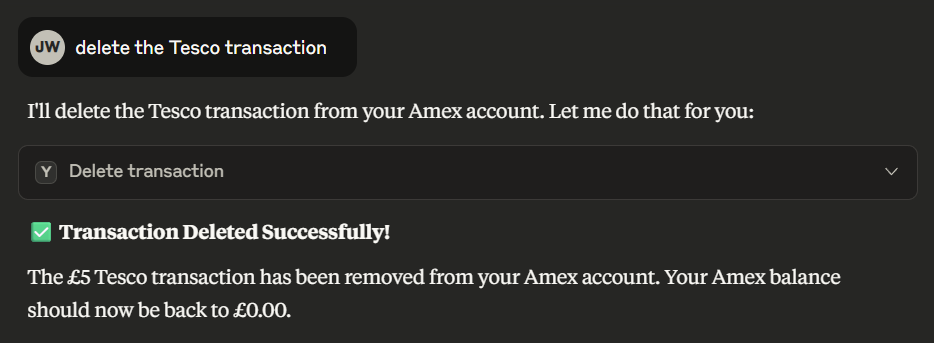 JW delete the Tesco transaction
I'll delete the Tesco transaction from your Amex account. Let me do that for you:
Y Delete transaction
✅ Transaction Deleted Successfully!
The £5 Tesco transaction has been removed from your Amex account. Your Amex balance
should now be back to £0.00.